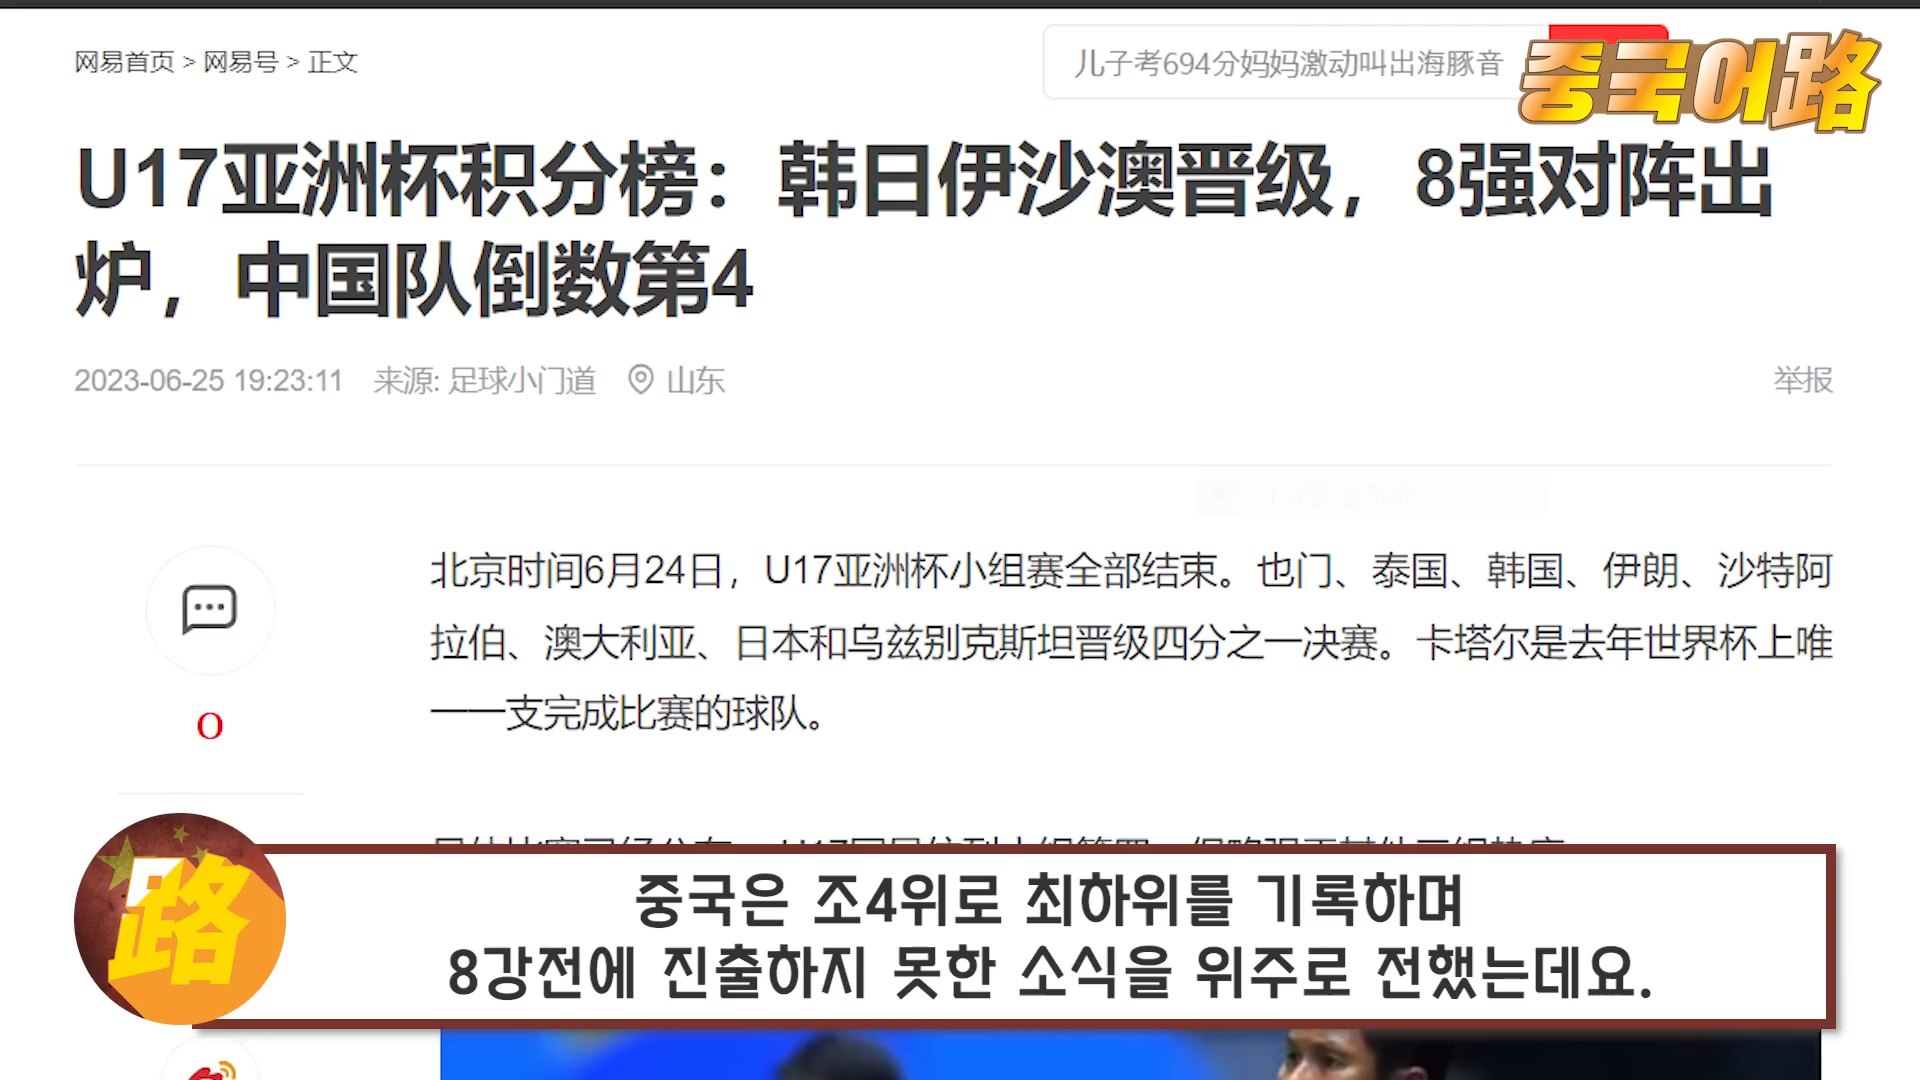 网易首页 > 网易号 > 正文
儿子考694分妈妈激动叫出海豚音
중국어路
U17亚洲杯积分榜：韩日伊沙澳晋级，8强对阵出
炉，中国队倒数第4
2023-06-25 19:23:11 来源: 足球小门道 山东
举报
北京时间6月24日，U17亚洲杯小组赛全部结束。也门、泰国、韩国、伊朗、沙特阿
拉伯、澳大利亚、日本和乌兹别克斯坦晋级四分之一决赛。卡塔尔是去年世界杯上唯
一一支完成比赛的球队。
0
路
중국은 조4위로 최하위를 기록하며
8강전에 진출하지 못한 소식을 위주로 전했는데요.